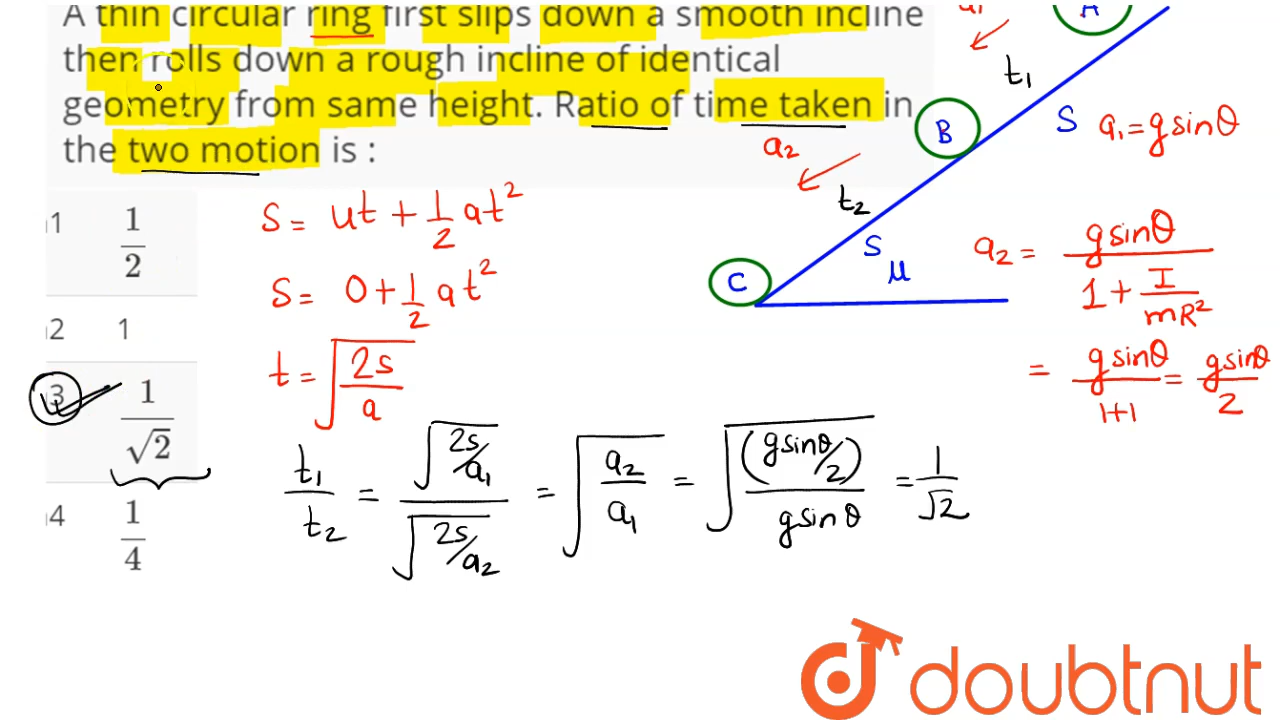 A thin circular ring first slips down a smooth incline
then rolls down a rough incline of identical
geometry from same height. Ratio of time taken in
the two motion is :
1 1/2
2 1
3 1/√2
4 1/4
S = ut + 1/2 at²
S = 0 + 1/2 at²
t = √(2s/a)
t₁/t₂ = √(2s/a₁)/√(2s/a₂) = √(a₂/a₁) = √((g sinθ/2)/(g sinθ)) = 1/√2
A
a₁
t₁
S
B
a₂
t₂
S
μ
C
a₁ = g sinθ
a₂ = g sinθ/(1 + I/mR²)
= g sinθ/(1+1) = g sinθ/2
doubtnut